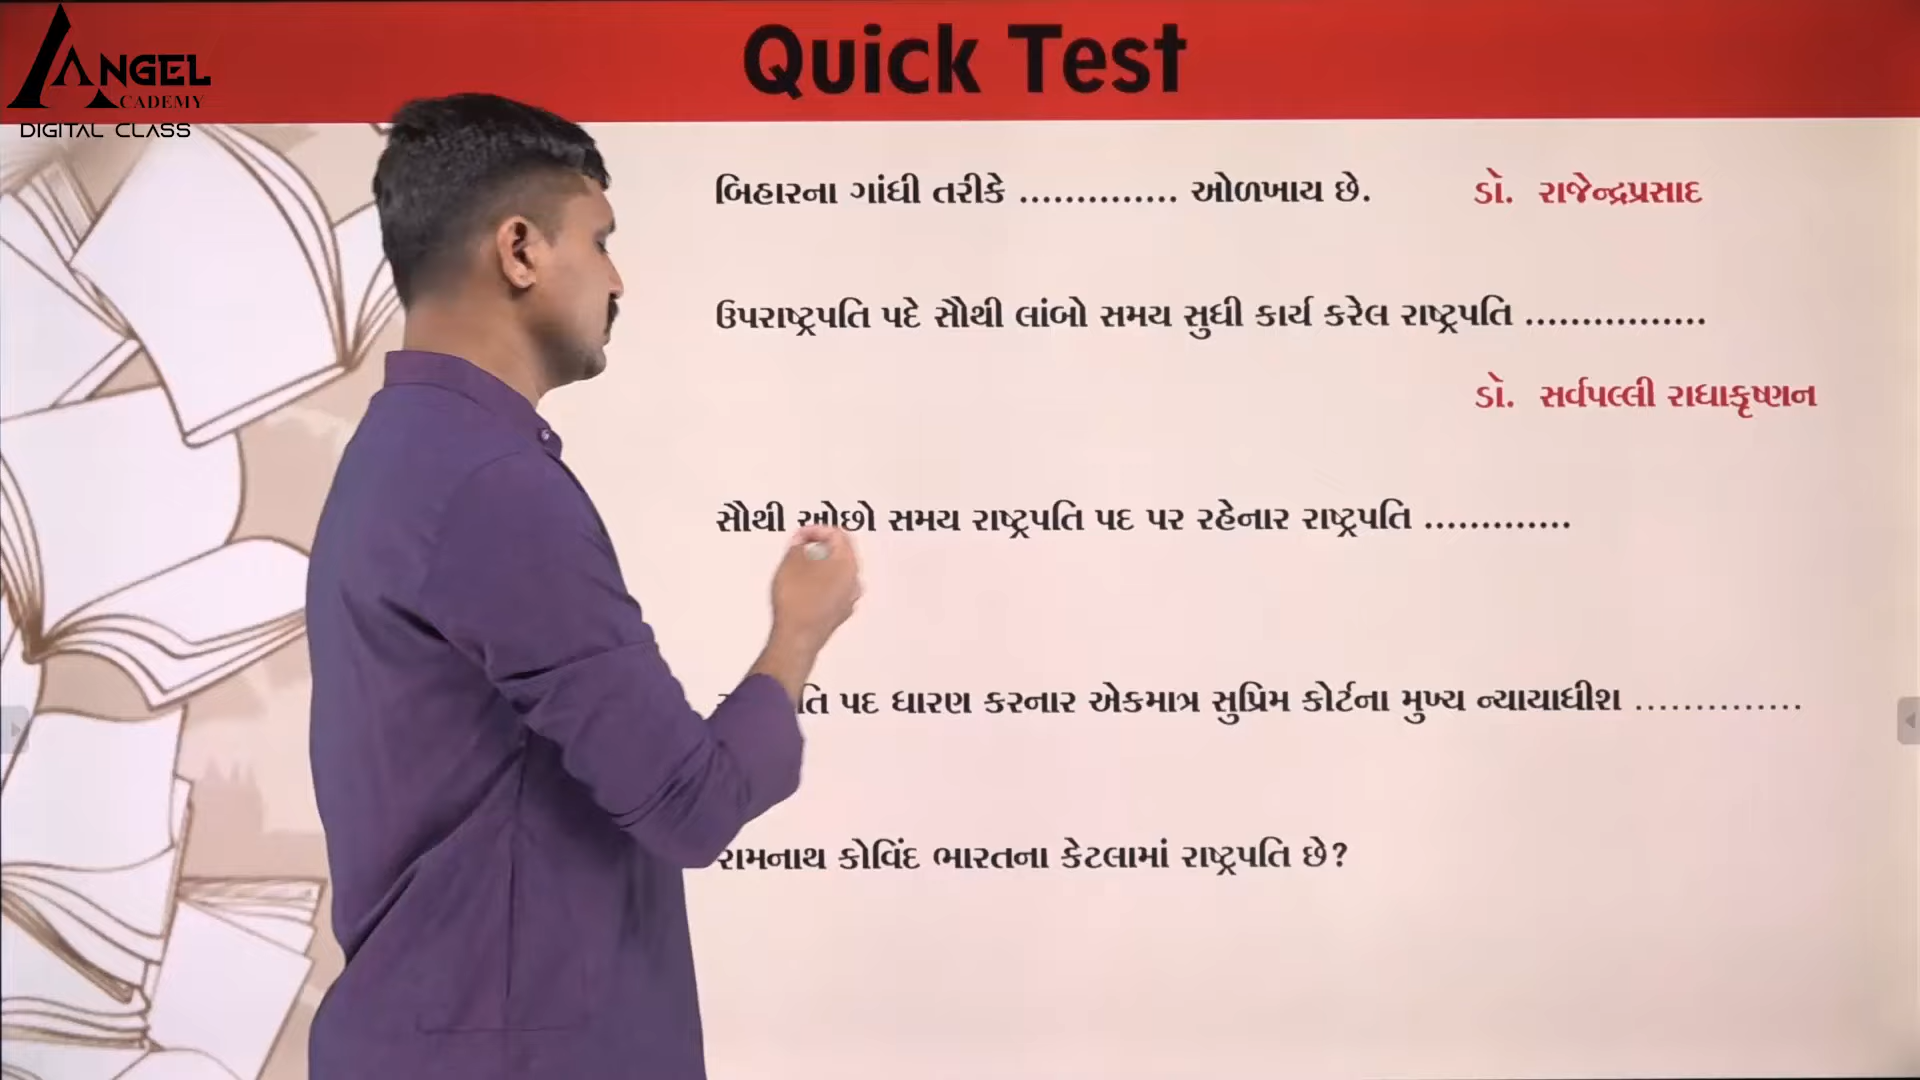 ANGEL
ACADEMY
DIGITAL CLASS
Quick Test
બિહારના ગાંધી તરીકે .............. ઓળખાય છે. ડો. રાજેન્દ્રપ્રસાદ
ઉપરાષ્ટ્રપતિ પદે સૌથી લાંબો સમય સુધી કાર્ય કરેલ રાષ્ટ્રપતિ ................
ડો. સર્વપલ્લી રાધાકૃષ્ણન
સૌથી ઓછો સમય રાષ્ટ્રપતિ પદ પર રહેનાર રાષ્ટ્રપતિ .............
પદ ધારણ કરનાર એકમાત્ર સુપ્રિમ કોર્ટના મુખ્ય ન્યાયાધીશ ..............
રામનાથ કોવિંદ ભારતના કેટલામાં રાષ્ટ્રપતિ છે?